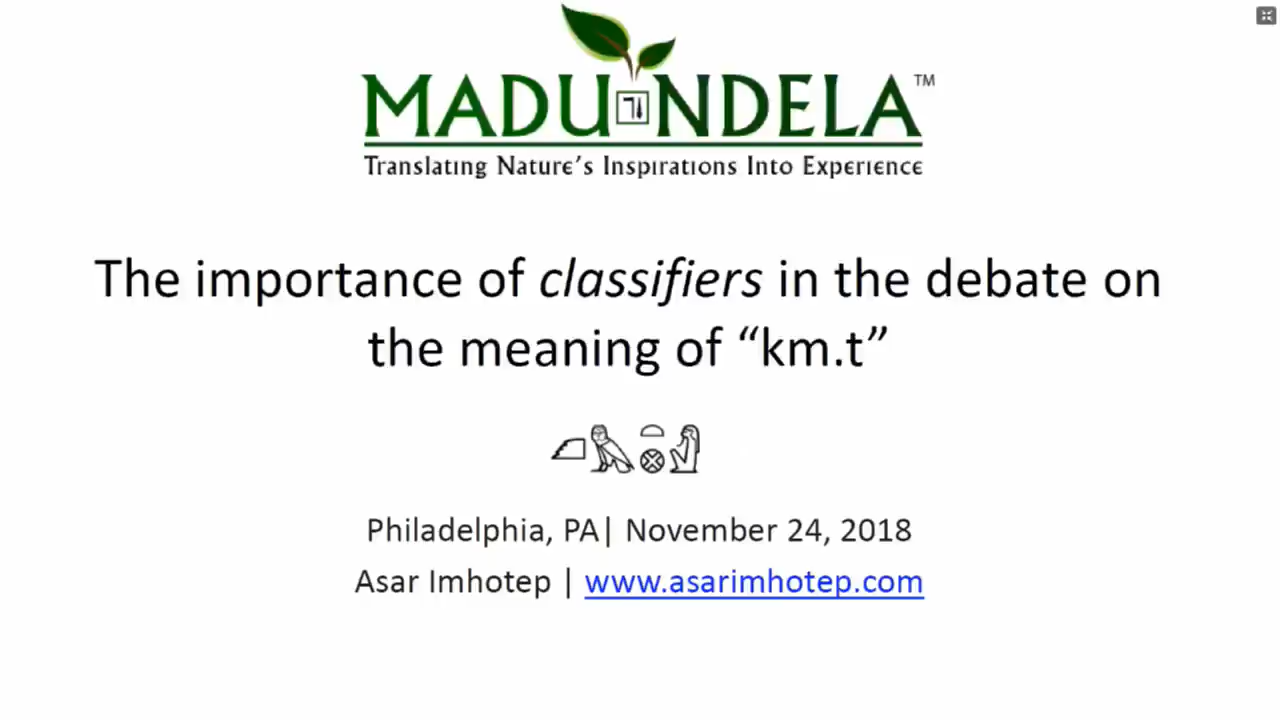 MADU NDELA™
Translating Nature's Inspirations Into Experience
The importance of classifiers in the debate on
the meaning of “km.t”
𓆎𓅓𓏏𓊖𓁐
Philadelphia, PA| November 24, 2018
Asar Imhotep | www.asarimhotep.com